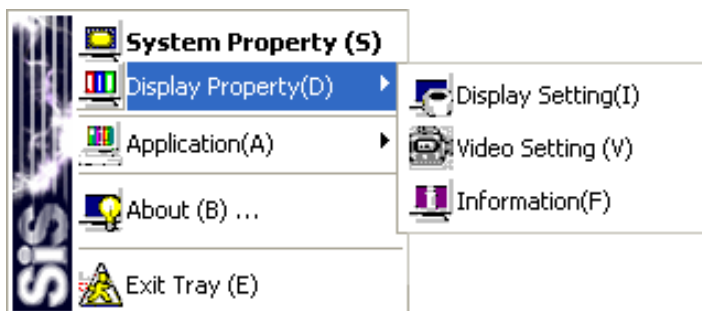 SiS
System Property (S)
Display Property(D)
Application(A)
About (B) ...
Exit Tray (E)
Display Setting(I)
Video Setting (V)
Information(F)